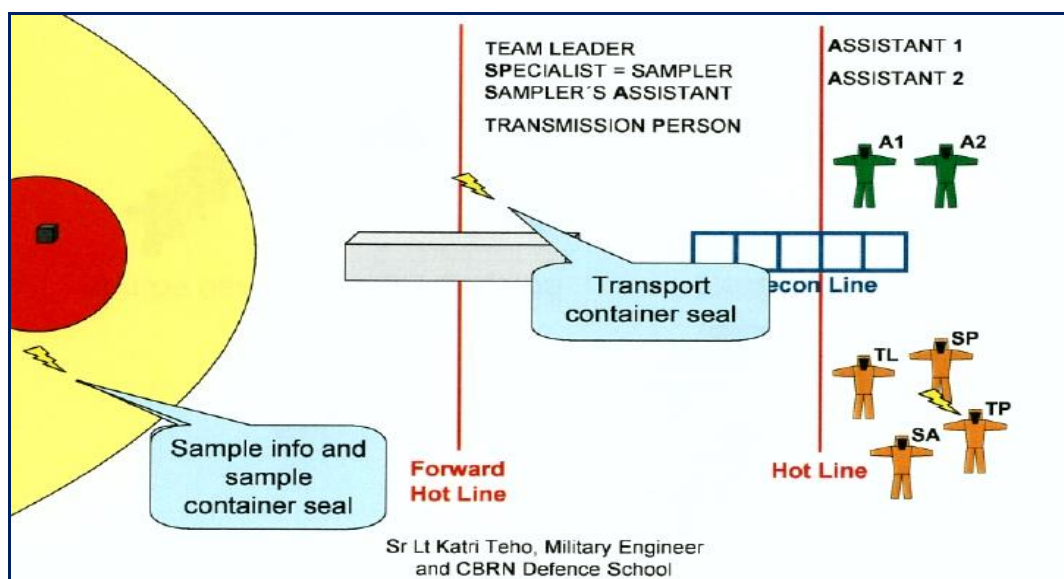 TEAM LEADER
SPECIALIST = SAMPLER
SAMPLER´S ASSISTANT
TRANSMISSION PERSON
ASSISTANT 1
ASSISTANT 2
A1
A2
Transport
container seal
econ Line
TL
SP
TP
SA
Sample info and
sample
container seal
Forward
Hot Line
Hot Line
Sr Lt Katri Teho, Military Engineer
and CBRN Defence School